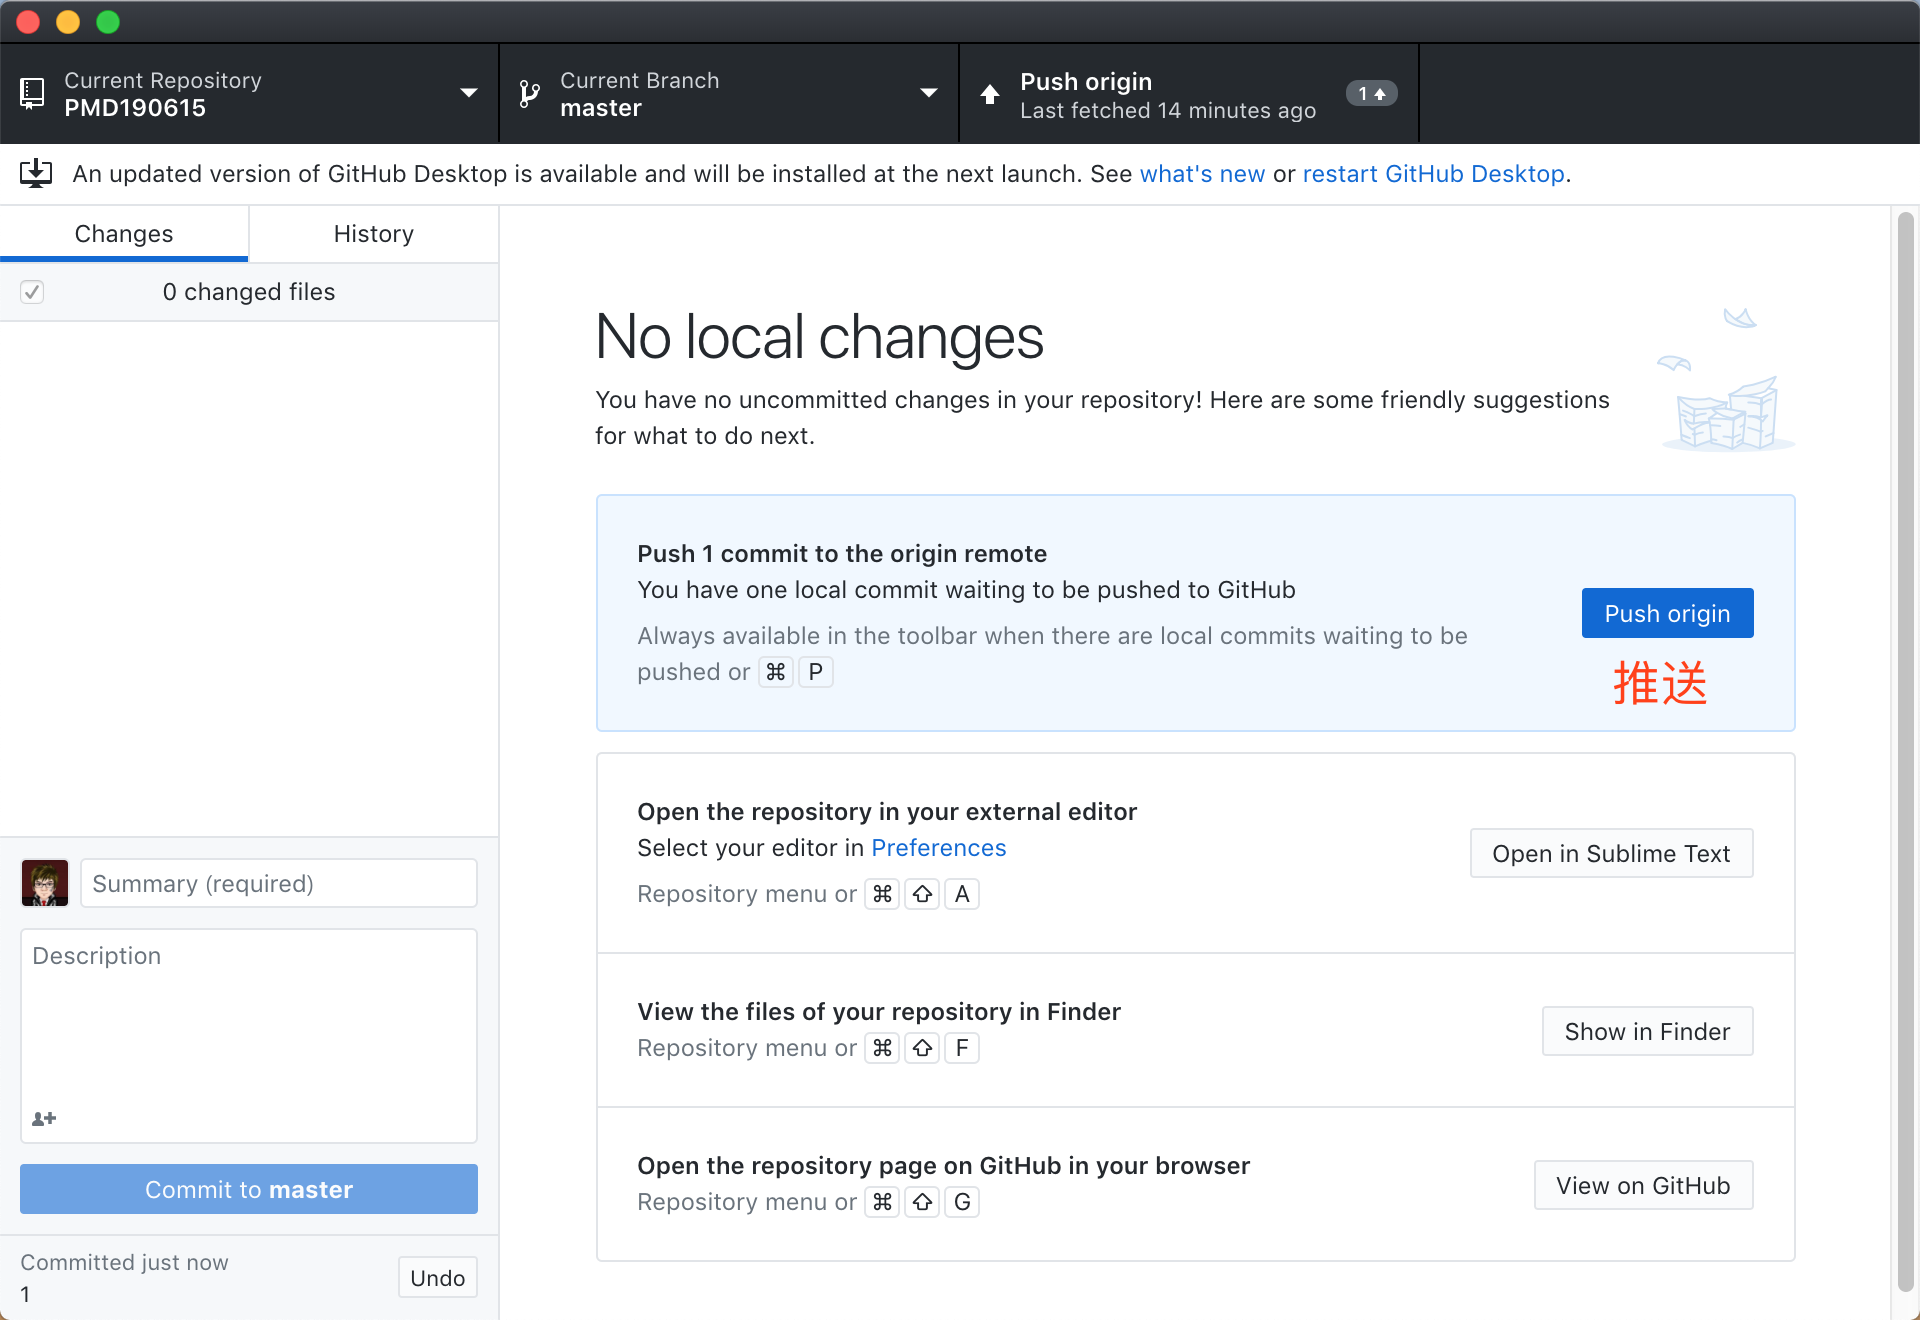 Current Repository
PMD190615
Current Branch
master
Push origin
Last fetched 14 minutes ago
1
An updated version of GitHub Desktop is available and will be installed at the next launch. See what's new or restart GitHub Desktop.
Changes
History
0 changed files
No local changes
You have no uncommitted changes in your repository! Here are some friendly suggestions
for what to do next.
Push 1 commit to the origin remote
You have one local commit waiting to be pushed to GitHub
Always available in the toolbar when there are local commits waiting to be
pushed or ⌘ P
Push origin
推送
Open the repository in your external editor
Select your editor in Preferences
Repository menu or ⌘ ⇧ A
Open in Sublime Text
View the files of your repository in Finder
Repository menu or ⌘ ⇧ F
Show in Finder
Open the repository page on GitHub in your browser
Repository menu or ⌘ ⇧ G
View on GitHub
Summary (required)
Description
Commit to master
Committed just now
1
Undo